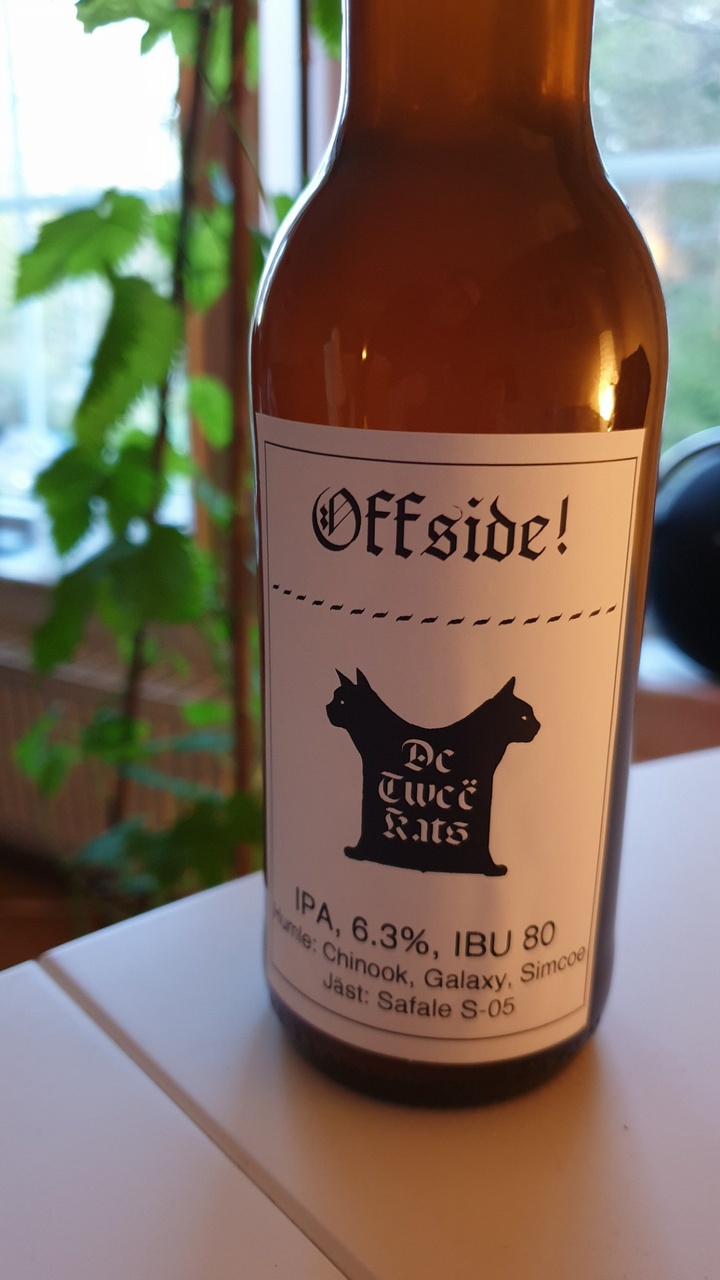 Offside!
De
Tweë
Kats
IPA, 6.3%, IBU 80
Humle: Chinook, Galaxy, Simcoe
Jäst: Safale S-05